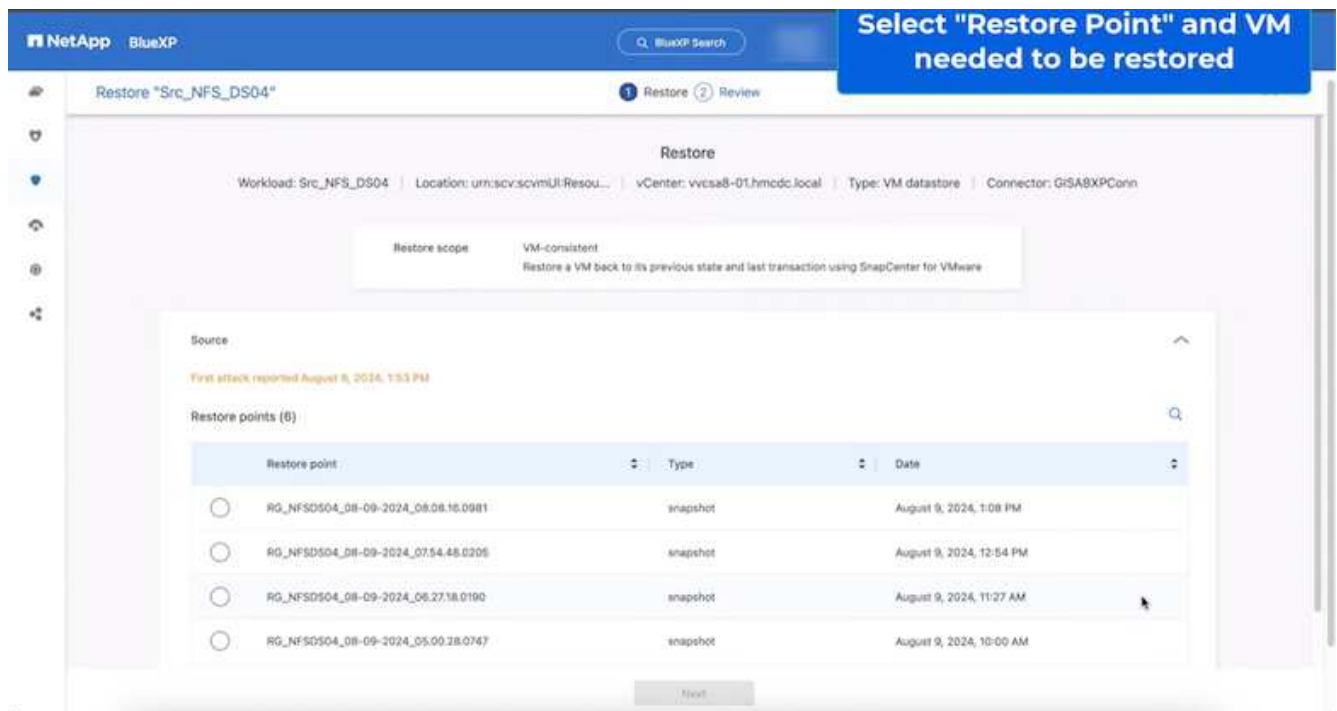 NetApp BlueXP
BlueXP Search
Select "Restore Point" and VM
needed to be restored
Restore "Src_NFS_DS04"
1 Restore 2 Review
Restore
Workload: Src_NFS_DS04 | Location: urn:scv:scvmUI:Resou... | vCenter: vvcsa8-01.hmcdc.local | Type: VM datastore | Connector: GISABXPConn
Restore scope VM-consistent
Restore a VM back to its previous state and last transaction using SnapCenter for VMware
Source
First attack reported August 8, 2024, 1:53 PM
Restore points (6)
Restore point Type Date
RG_NFSDS04_08-09-2024_08.08.16.0981 snapshot August 9, 2024, 1:08 PM
RG_NFSDS04_08-09-2024_07.54.48.0205 snapshot August 9, 2024, 12:54 PM
RG_NFSDS04_08-09-2024_06.27.18.0190 snapshot August 9, 2024, 11:27 AM
RG_NFSDS04_08-09-2024_05.00.28.0747 snapshot August 9, 2024, 10:00 AM
Next